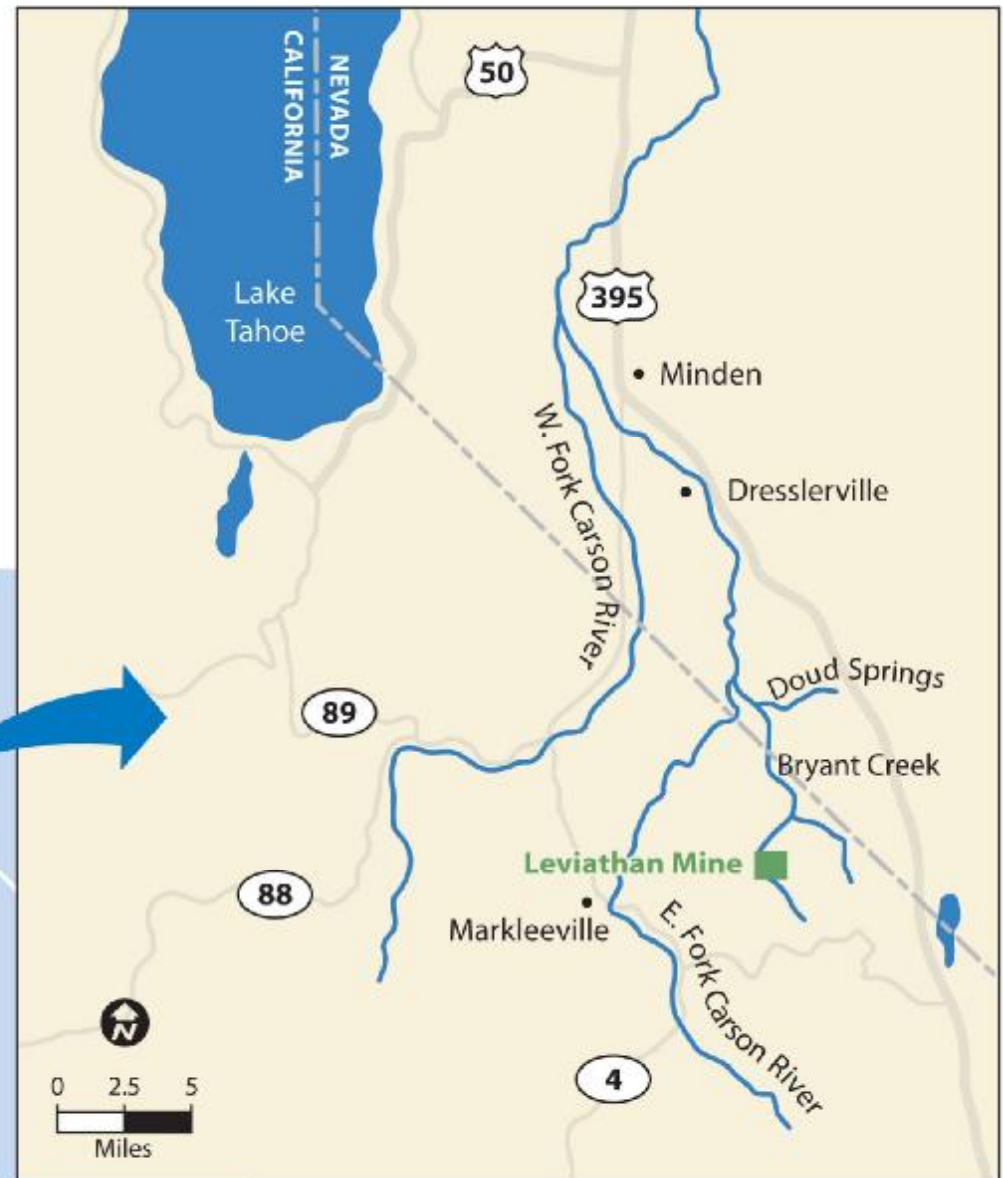 NEVADA
CALIFORNIA
50
Lake
Tahoe
395
Minden
W. Fork Carson River
Dresslerville
Doud Springs
89
Bryant Creek
Leviathan Mine
88
Markleeville
E. Fork Carson River
N
4
0 2.5 5
Miles